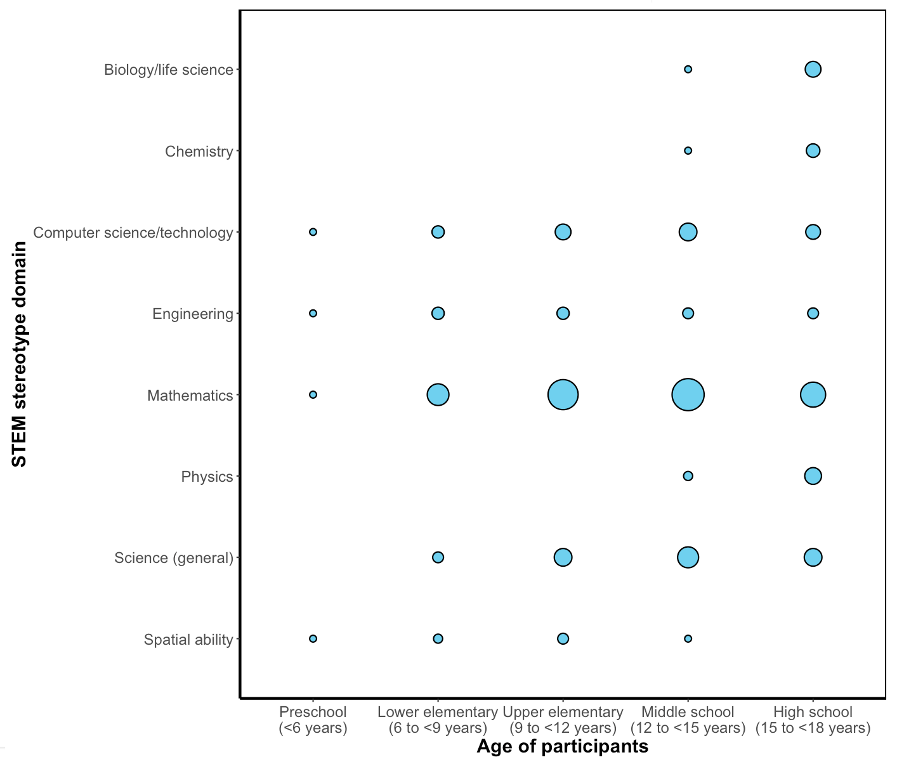 Biology/life science
Chemistry
Computer science/technology
Engineering
Mathematics
Physics
Science (general)
Spatial ability
STEM stereotype domain
Preschool
(<6 years)
Lower elementary
(6 to <9 years)
Upper elementary
(9 to <12 years)
Middle school
(12 to <15 years)
High school
(15 to <18 years)
Age of participants